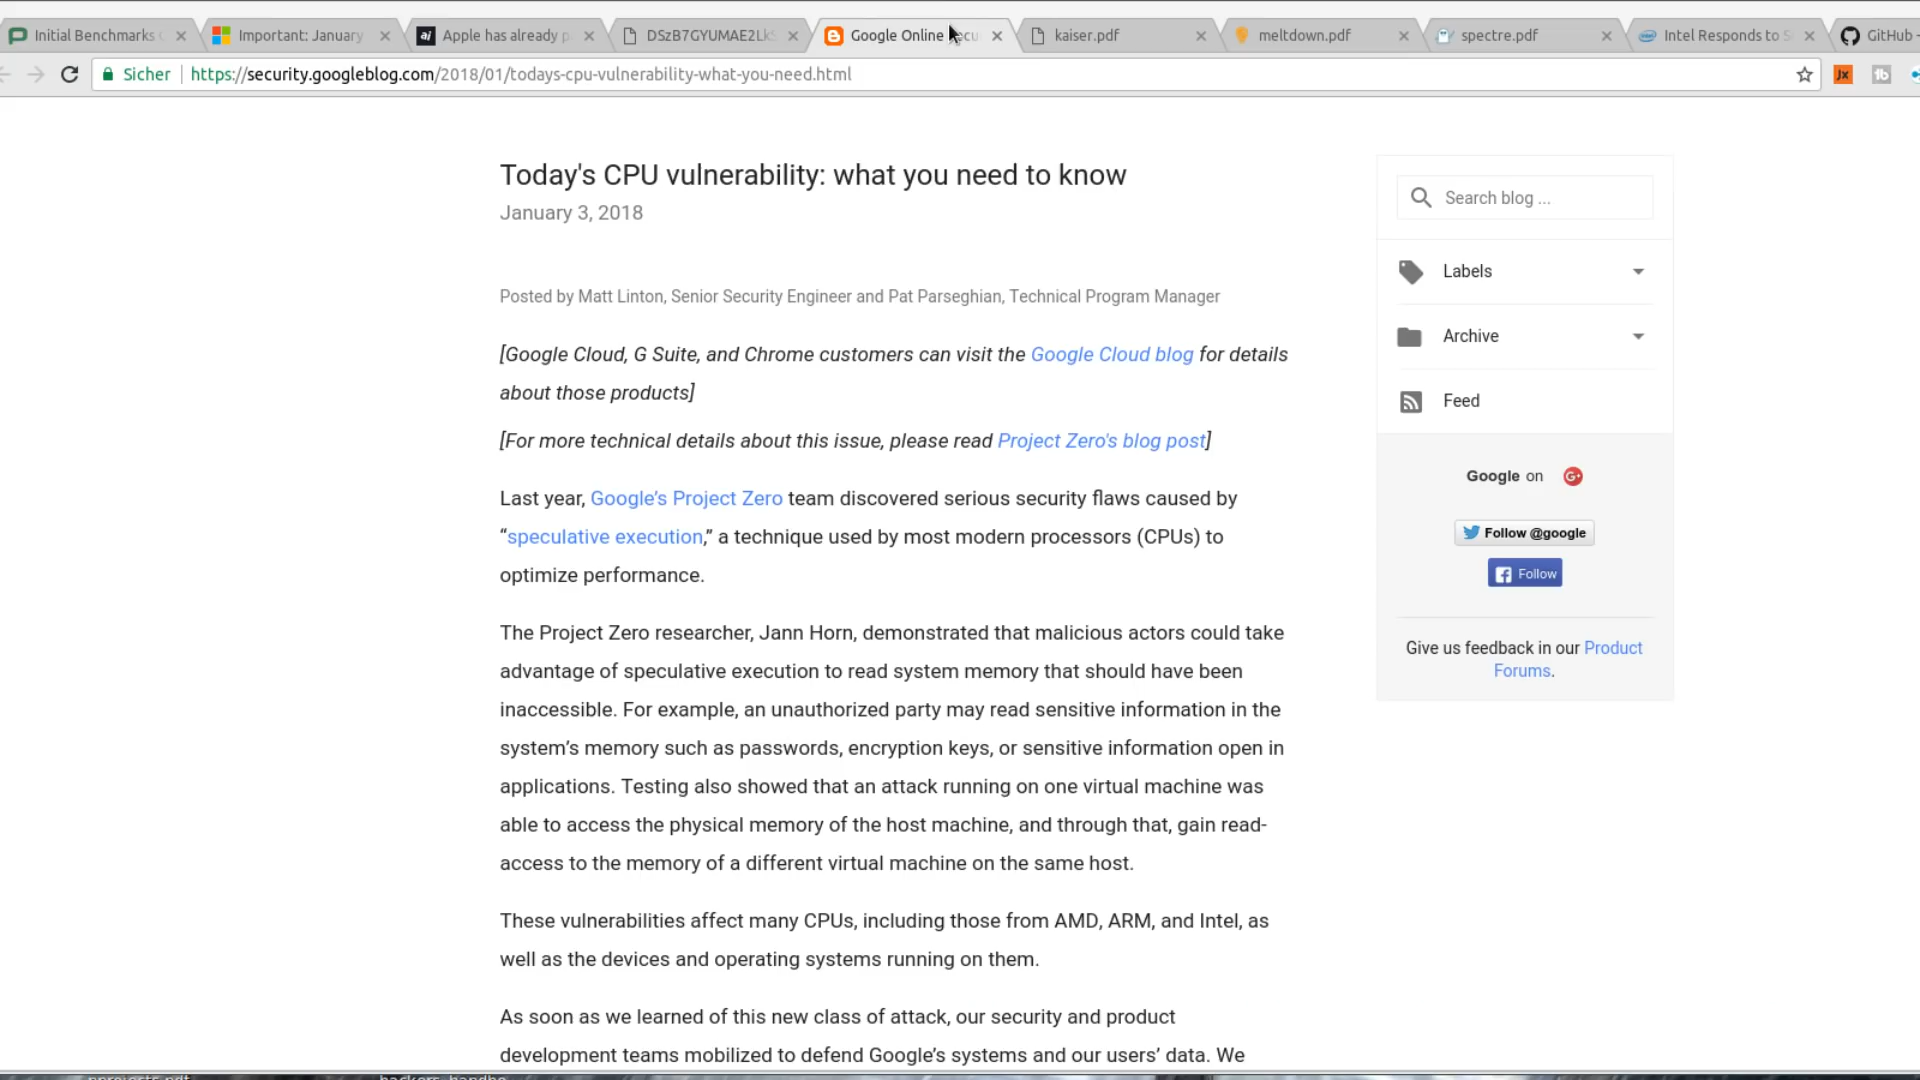 Initial Benchmarks
Important: January
Apple has already p
DSzB7GYUMAE2Lk
Google Online Secu
kaiser.pdf
meltdown.pdf
spectre.pdf
Intel Responds to S
GitHub -
Sicher
https://security.googleblog.com/2018/01/todays-cpu-vulnerability-what-you-need.html
Today's CPU vulnerability: what you need to know
January 3, 2018
Posted by Matt Linton, Senior Security Engineer and Pat Parseghian, Technical Program Manager
[Google Cloud, G Suite, and Chrome customers can visit the Google Cloud blog for details
about those products]
[For more technical details about this issue, please read Project Zero's blog post]
Last year, Google’s Project Zero team discovered serious security flaws caused by
“speculative execution,” a technique used by most modern processors (CPUs) to
optimize performance.
The Project Zero researcher, Jann Horn, demonstrated that malicious actors could take
advantage of speculative execution to read system memory that should have been
inaccessible. For example, an unauthorized party may read sensitive information in the
system’s memory such as passwords, encryption keys, or sensitive information open in
applications. Testing also showed that an attack running on one virtual machine was
able to access the physical memory of the host machine, and through that, gain read-
access to the memory of a different virtual machine on the same host.
These vulnerabilities affect many CPUs, including those from AMD, ARM, and Intel, as
well as the devices and operating systems running on them.
As soon as we learned of this new class of attack, our security and product
development teams mobilized to defend Google’s systems and our users’ data. We
Search blog ...
Labels
Archive
Feed
Google on G+
Follow @google
Follow
Give us feedback in our Product
Forums.